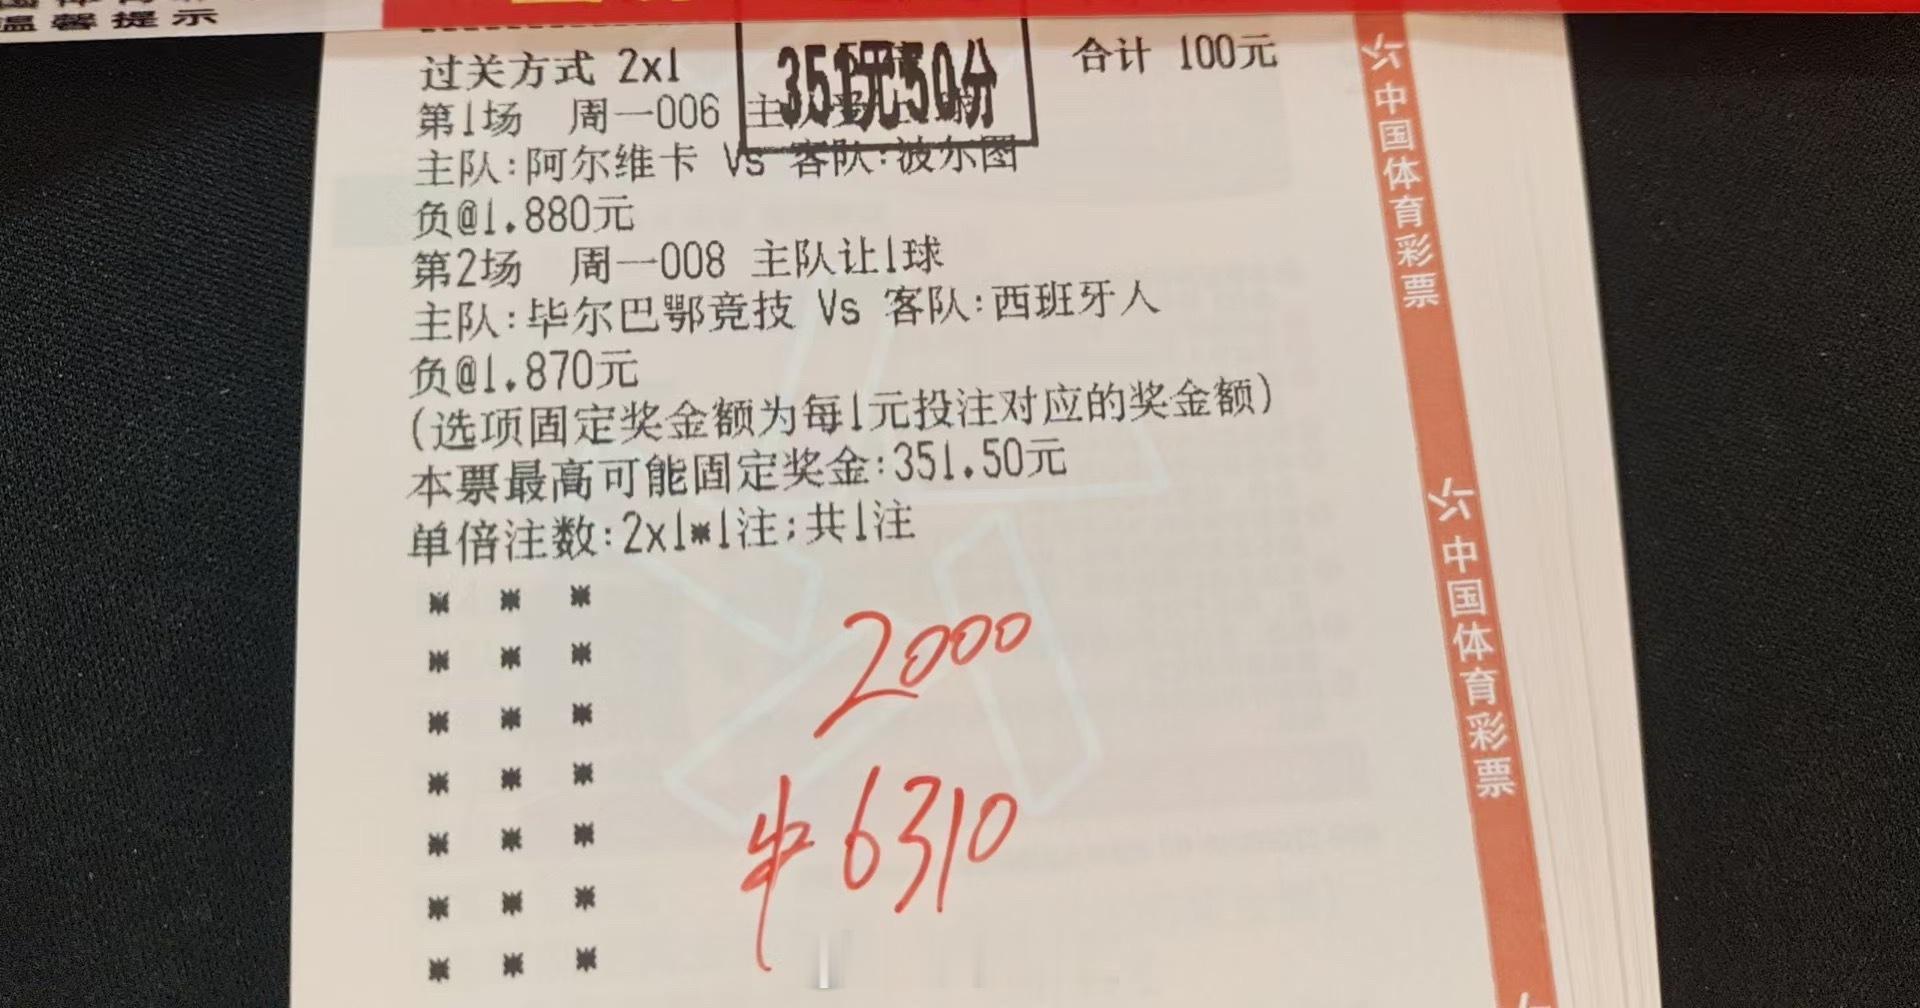 温馨提示
过关方式 2x1
351元50分
合计 100元
第1场 周一006 主队受让1球
主队:阿尔维卡 Vs 客队:波尔图
负@1.880元
第2场 周一008 主队让1球
主队:毕尔巴鄂竞技 Vs 客队:西班牙人
负@1.870元
(选项固定奖金额为每1元投注对应的奖金额)
本票最高可能固定奖金:351.50元
单倍注数:2x1*1注;共1注
* * *
* * *
* * *
* * *
* * *
* * *
* * *
2000
中6310
中国体育彩票
中国体育彩票